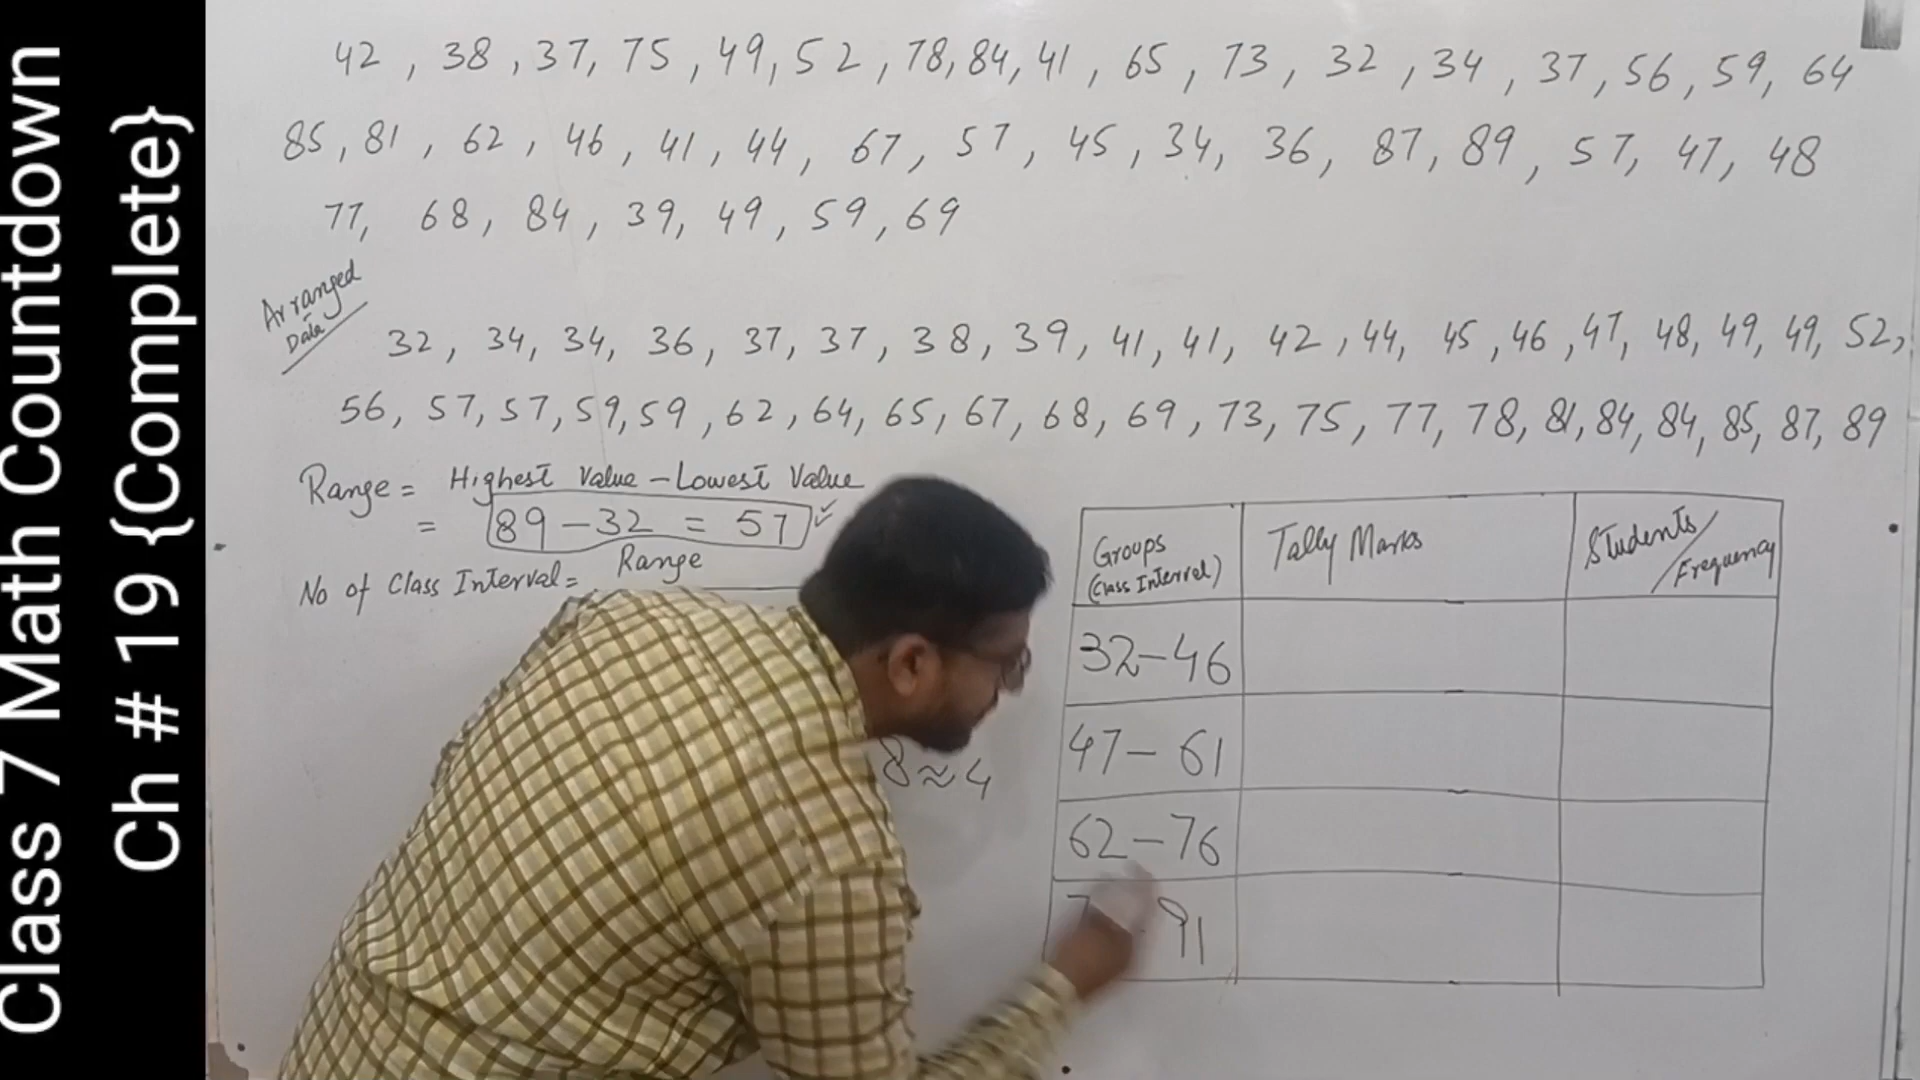 Class 7 Math Countdown
Ch # 19 {Complete}
42, 38, 37, 75, 49, 52, 78, 84, 41, 65, 73, 32, 34, 37, 56, 59, 64
85, 81, 62, 46, 41, 44, 67, 57, 45, 34, 36, 87, 89, 57, 47, 48
77, 68, 84, 39, 49, 59, 69
Arranged
Data
32, 34, 34, 36, 37, 37, 38, 39, 41, 41, 42, 44, 45, 46, 47, 48, 49, 49, 52,
56, 57, 57, 59, 59, 62, 64, 65, 67, 68, 69, 73, 75, 77, 78, 81, 84, 84, 85, 87, 89
Range = Highest Value - Lowest Value
= 89 - 32 = 57
No of Class Interval = Range
8 ≈ 4
Groups
(Class Interval)
Tally Marks
Students/
Frequency
32-46
47-61
62-76
91